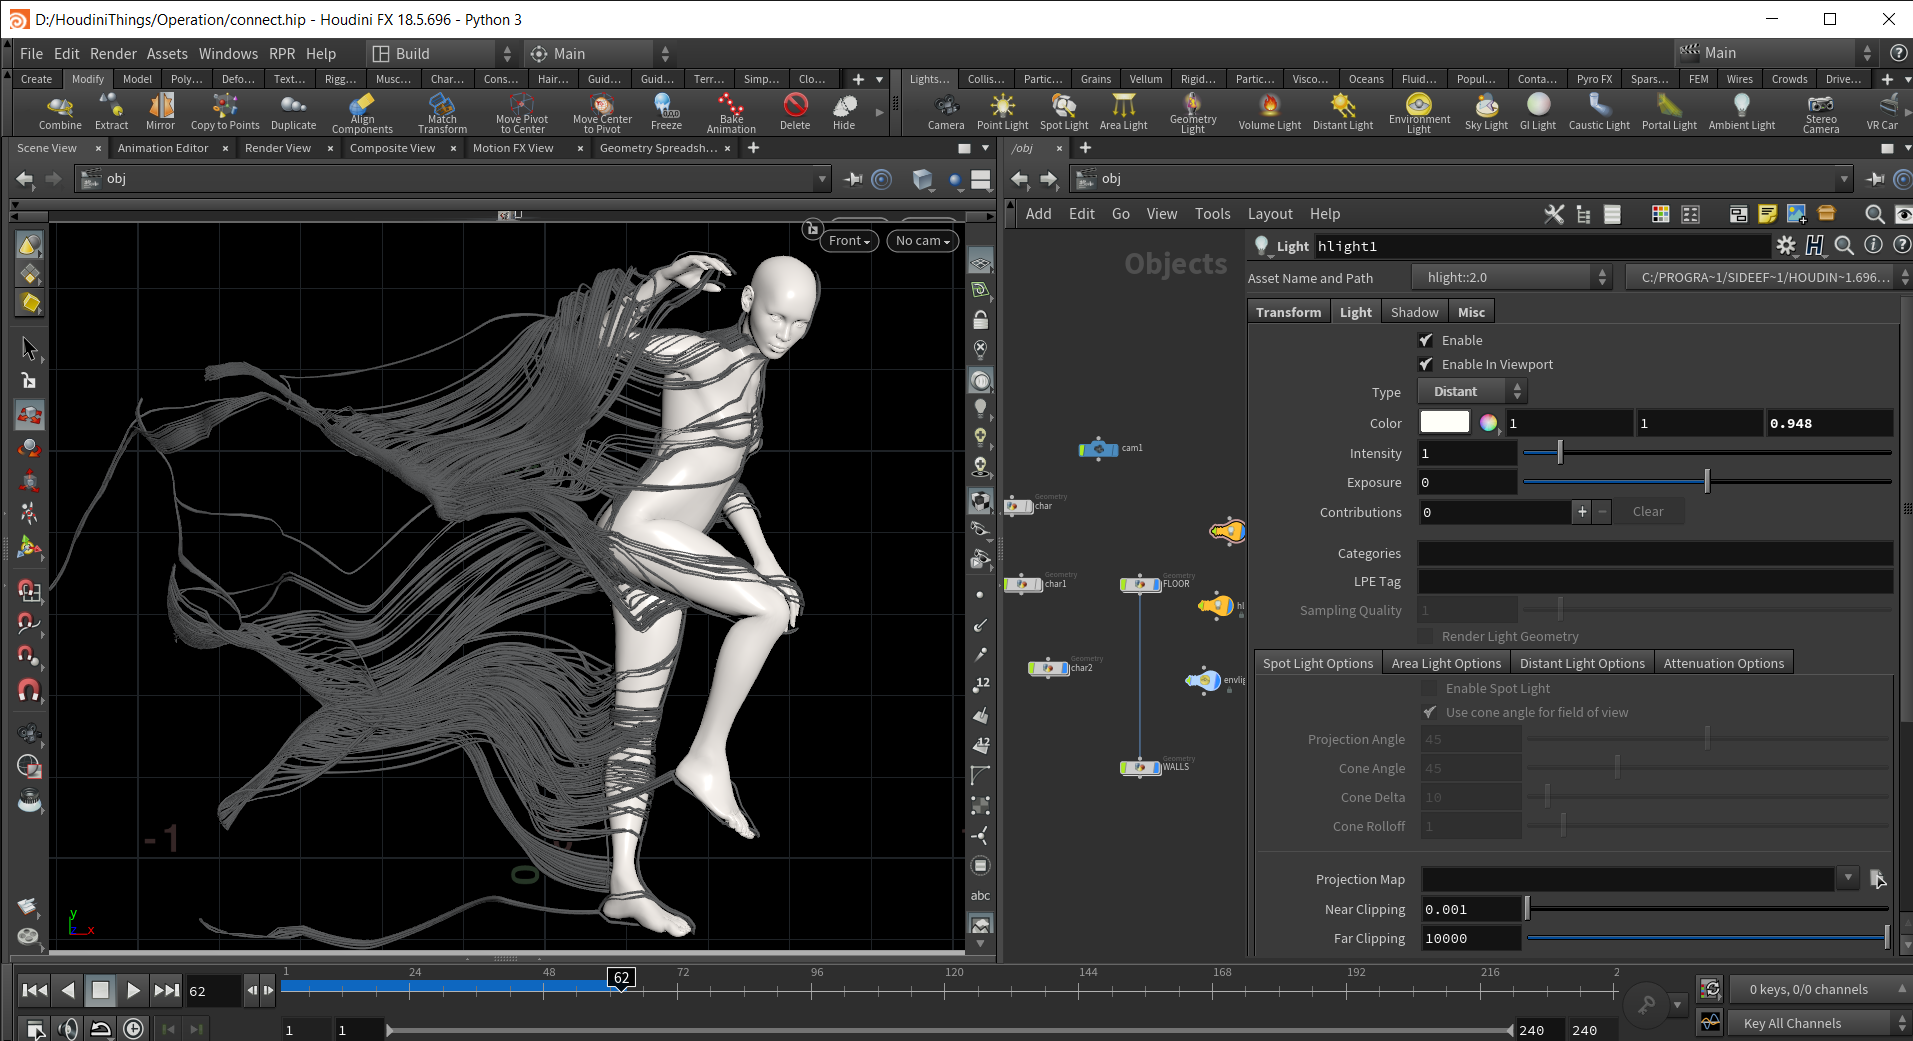 D:/HoudiniThings/Operation/connect.hip - Houdini FX 18.5.696 - Python 3
File Edit Render Assets Windows RPR Help Build Main Main
Create Modify Model Poly... Defo... Text... Rigg... Musc... Char... Cons... Hair... Guid... Guid... Terr... Simp... Clo...
Lights... Collis... Partic... Grains Vellum Rigid... Partic... Visco... Oceans Fluid... Popul... Conta... Pyro FX Spars... FEM Wires Crowds Drive...
Combine Extract Mirror Copy to Points Duplicate Align Components Match Transform Move Pivot to Center Move Center to Pivot Freeze Bake Animation Delete Hide
Camera Point Light Spot Light Area Light Geometry Light Volume Light Distant Light Environment Light Sky Light GI Light Caustic Light Portal Light Ambient Light Stereo Camera VR Car
Scene View Animation Editor Render View Composite View Motion FX View Geometry Spreadsh...
/obj
obj
obj
Add Edit Go View Tools Layout Help
Front No cam
Objects
Light hlight1
Asset Name and Path hlight::2.0 C:/PROGRA~1/SIDEEF~1/HOUDIN~1.696...
Transform Light Shadow Misc
Enable
Enable In Viewport
Type Distant
Color 1 1 0.948
Intensity 1
Exposure 0
Contributions 0 + - Clear
Categories
LPE Tag
Sampling Quality 1
Render Light Geometry
Spot Light Options Area Light Options Distant Light Options Attenuation Options
Enable Spot Light
Use cone angle for field of view
Projection Angle 45
Cone Angle 45
Cone Delta 10
Cone Rolloff 1
Projection Map
Near Clipping 0.001
Far Clipping 10000
cam1
Geometry
char
Geometry
char1
Geometry
FLOOR
hl
Geometry
char2
envlig
Geometry
WALLS
12
12
abc
-1
0
y
x
1 24 48 62 72 96 120 144 168 192 216 2
62
0 keys, 0/0 channels
1 1 240 240
Key All Channels